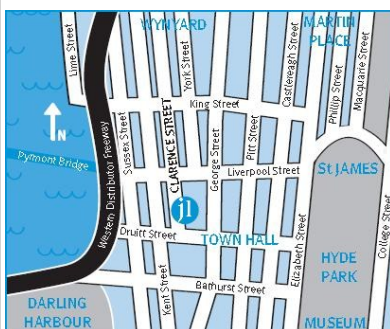 WYNYARD
MARTIN
PLACE
Lime Street
York Street
Castlereagh Street
Phillip Street
Macquarie Street
King Street
N
Sussex Street
CLARENCE STREET
George Street
Pitt Street
Pyrmont Bridge
Western Distributor Freeway
Liverpool Street
St JAMES
j1
Druitt Street
TOWN HALL
Elizabeth Street
College Street
HYDE
PARK
Kent Street
Bathurst Street
DARLING
HARBOUR
MUSEUM